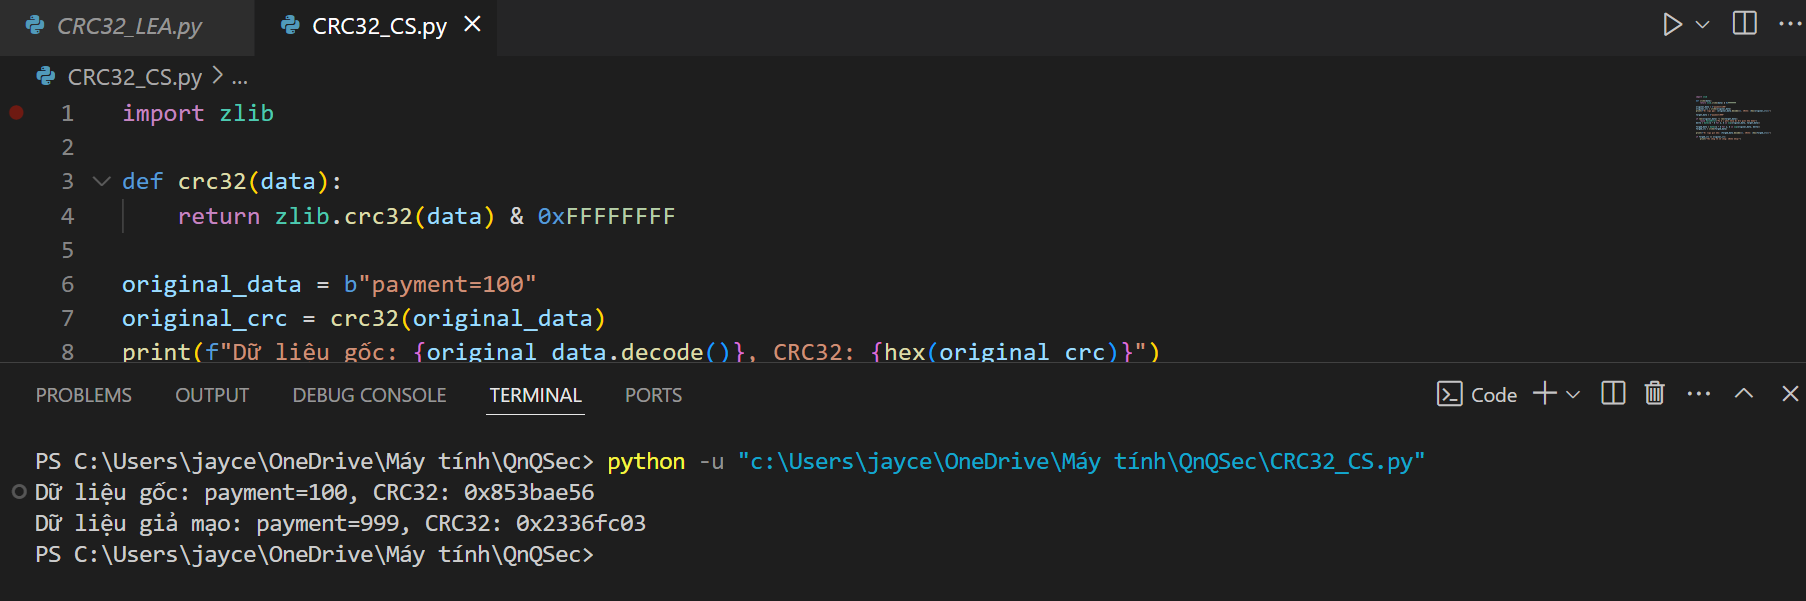 CRC32_LEA.py CRC32_CS.py
CRC32_CS.py > ...
1 import zlib
2
3 def crc32(data):
4 return zlib.crc32(data) & 0xFFFFFFFF
5
6 original_data = b"payment=100"
7 original_crc = crc32(original_data)
8 print(f"Dữ liệu gốc: {original_data.decode()}, CRC32: {hex(original_crc)}")
PROBLEMS OUTPUT DEBUG CONSOLE TERMINAL PORTS Code
PS C:\Users\jayce\OneDrive\Máy tính\QnQSec> python -u "c:\Users\jayce\OneDrive\Máy tính\QnQSec\CRC32_CS.py"
Dữ liệu gốc: payment=100, CRC32: 0x853bae56
Dữ liệu giả mạo: payment=999, CRC32: 0x2336fc03
PS C:\Users\jayce\OneDrive\Máy tính\QnQSec>